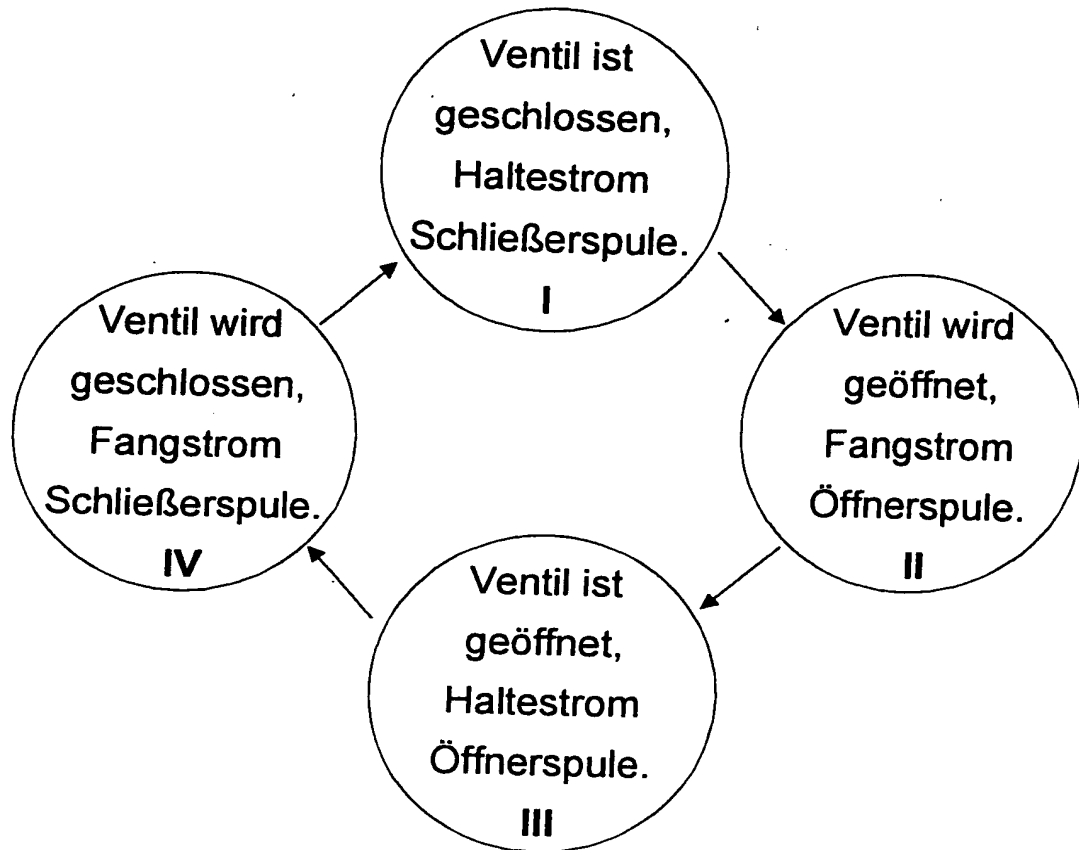 Ventil ist
geschlossen,
Haltestrom
Schließerspule.
I
Ventil wird
geöffnet,
Fangstrom
Öffnerspule.
II
Ventil ist
geöffnet,
Haltestrom
Öffnerspule.
III
Ventil wird
geschlossen,
Fangstrom
Schließerspule.
IV